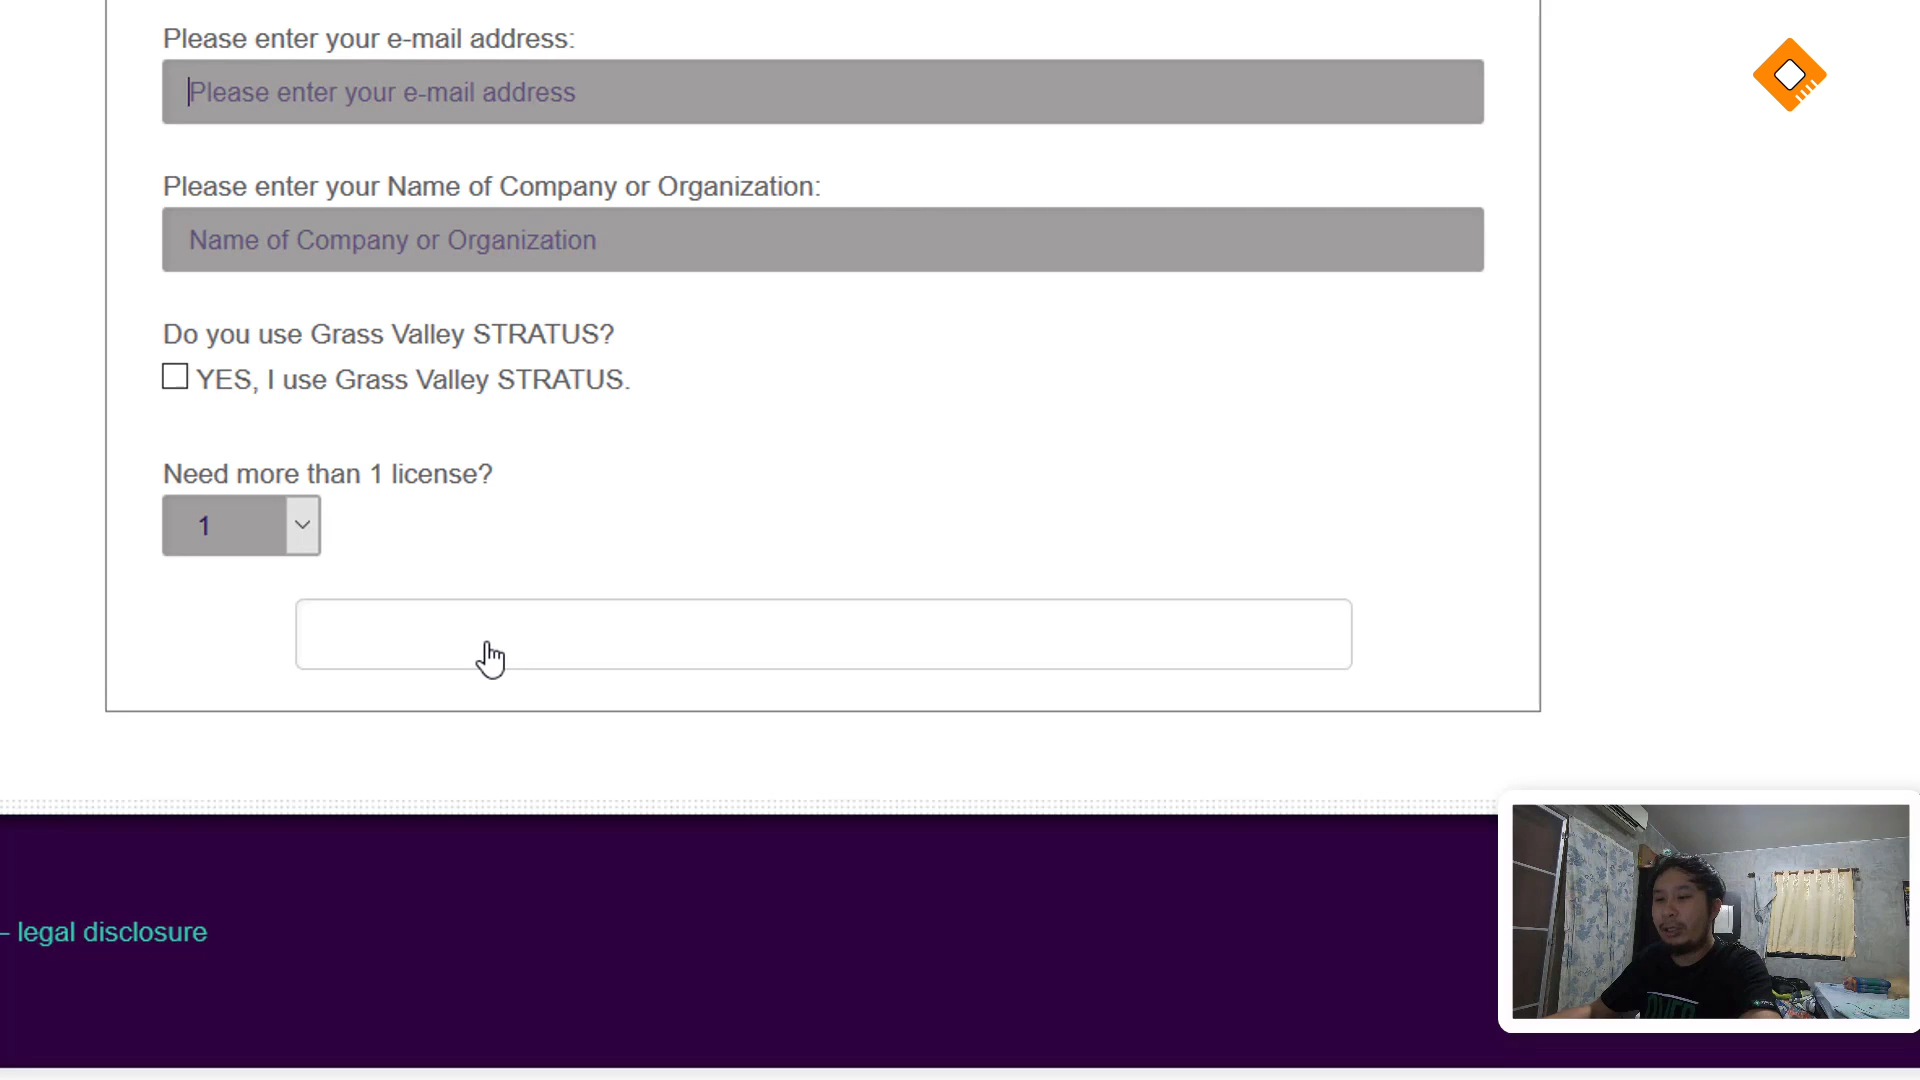 Please enter your e-mail address:
Please enter your e-mail address
Please enter your Name of Company or Organization:
Name of Company or Organization
Do you use Grass Valley STRATUS?
YES, I use Grass Valley STRATUS.
Need more than 1 license?
1
– legal disclosure